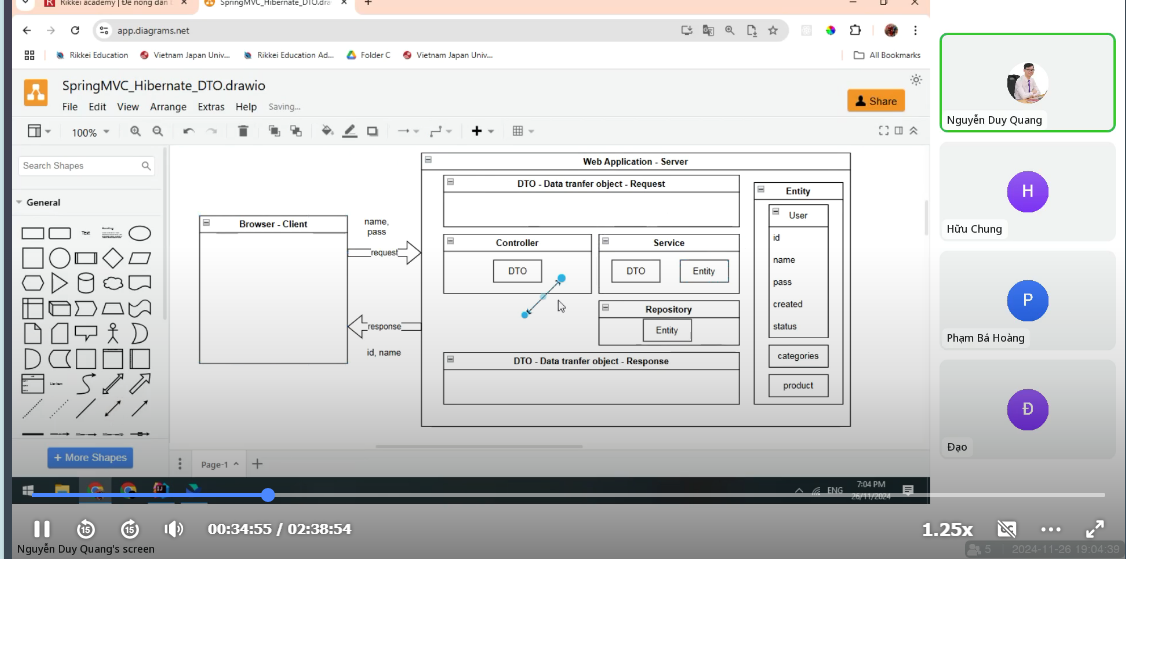 Rikkei academy | Đề nông dân
SpringMVC_Hibernate_DTO.dra
app.diagrams.net
Rikkei Education
Vietnam Japan Univ...
Rikkei Education Ad...
Folder C
Vietnam Japan Univ...
All Bookmarks
SpringMVC_Hibernate_DTO.drawio
File Edit View Arrange Extras Help Saving...
Share
100%
Search Shapes
General
Text
More Shapes
Web Application - Server
DTO - Data tranfer object - Request
Browser - Client
name,
pass
request
response
id, name
Controller
DTO
Service
DTO
Entity
Repository
Entity
DTO - Data tranfer object - Response
Entity
User
id
name
pass
created
status
categories
product
Page-1
ENG
7:04 PM
26/11/2024
15
15
00:34:55 / 02:38:54
1.25x
Nguyễn Duy Quang's screen
5
2024-11-26 19:04:39
Nguyễn Duy Quang
H
Hữu Chung
P
Phạm Bá Hoàng
Đ
Đạo